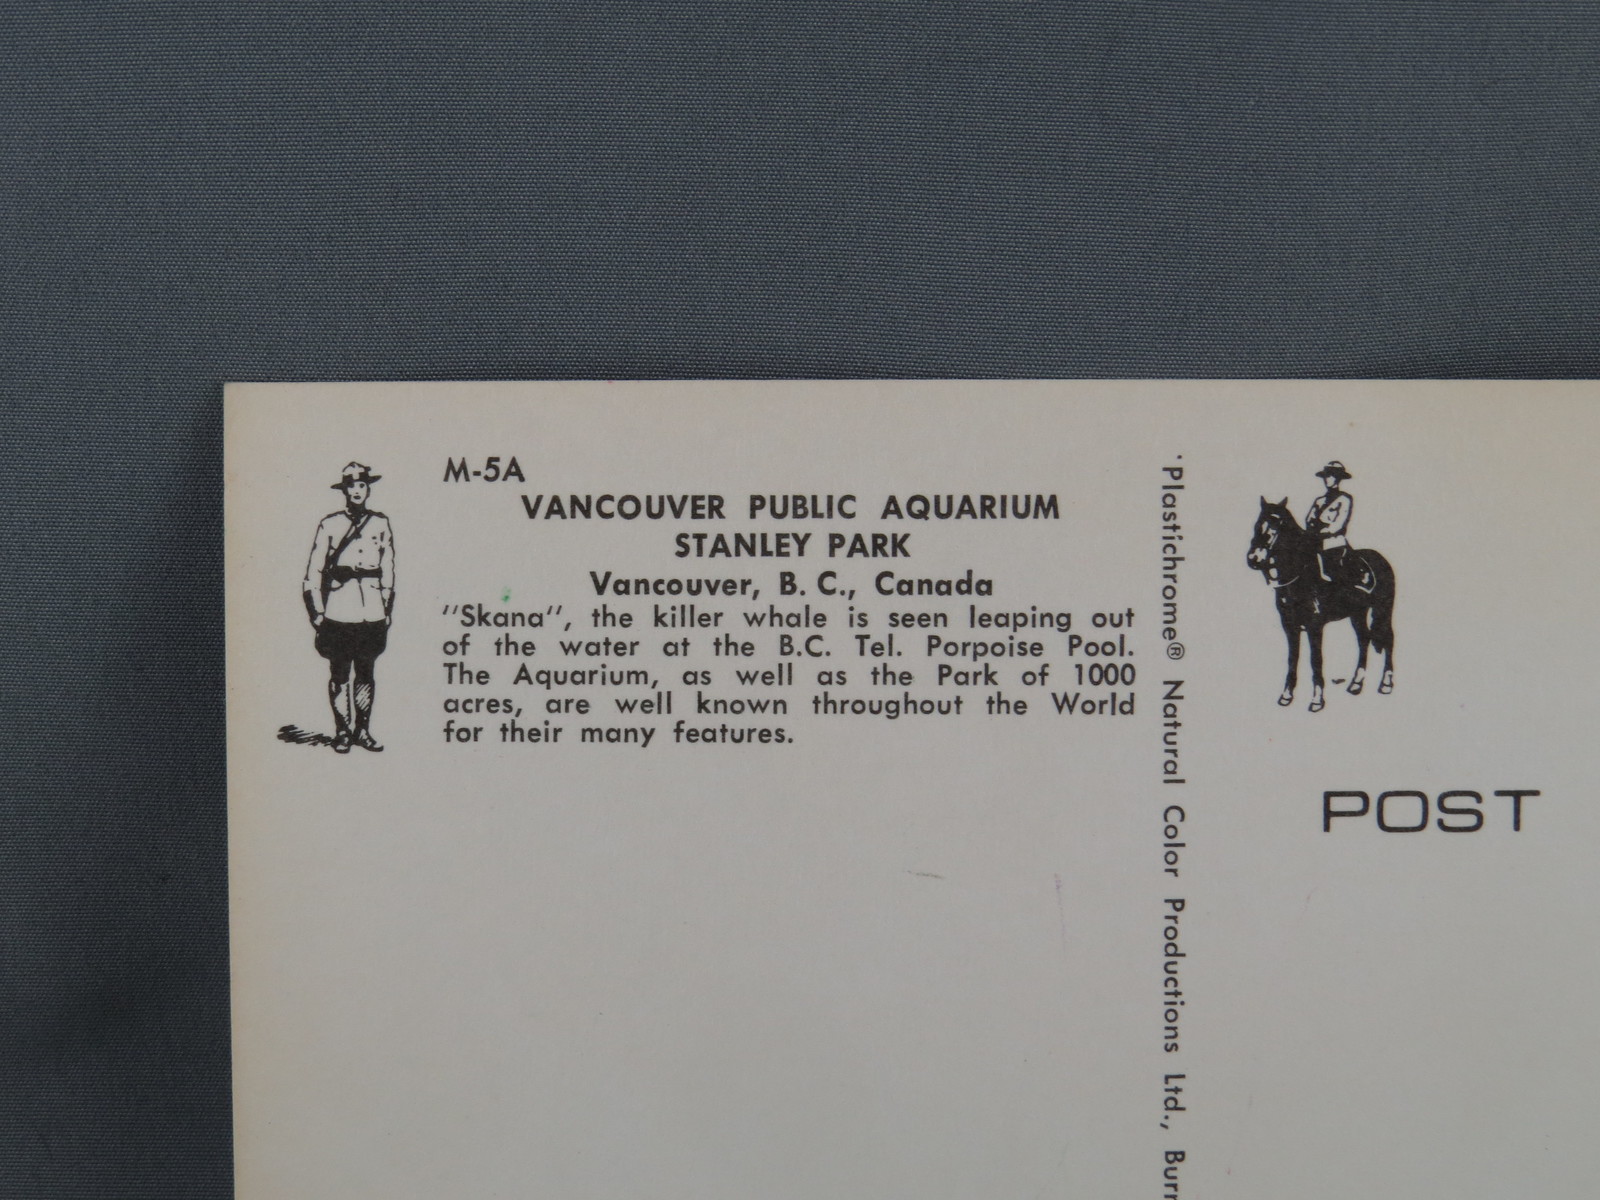 M-5A
VANCOUVER PUBLIC AQUARIUM
STANLEY PARK
Vancouver, B. C., Canada
"Skana", the killer whale is seen leaping out
of the water at the B.C. Tel. Porpoise Pool.
The Aquarium, as well as the Park of 1000
acres, are well known throughout the World
for their many features.
Plastichrome® Natural Color Productions Ltd.,
POST